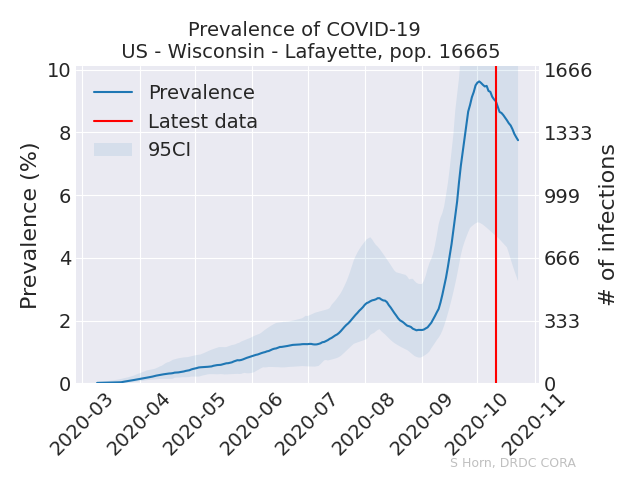 Prevalence of COVID-19
US - Wisconsin - Lafayette, pop. 16665
Prevalence
Latest data
95CI
Prevalence (%)
10
8
6
4
2
0
1666
1333
999
666
333
0
# of infections
2020-03
2020-04
2020-05
2020-06
2020-07
2020-08
2020-09
2020-10
2020-11
S Horn, DRDC CORA